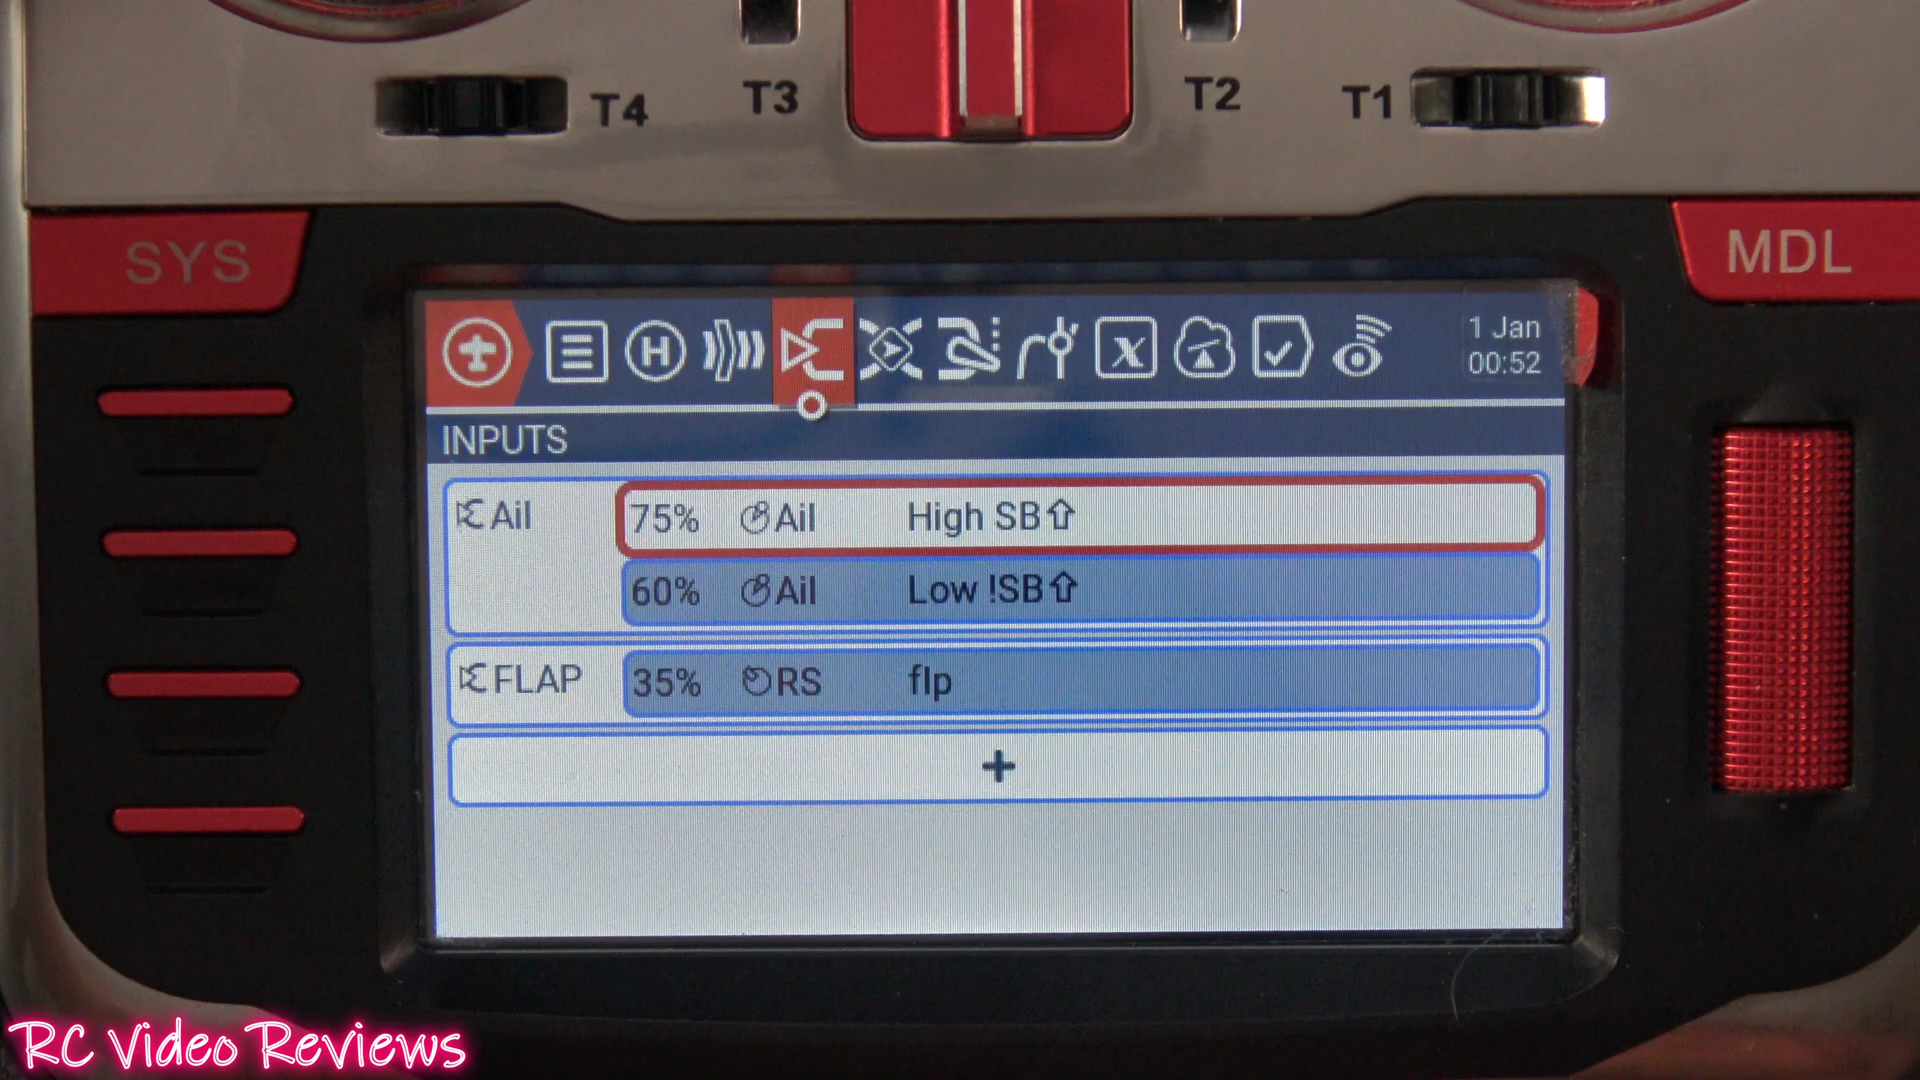 T4
T3
T2
T1
SYS
MDL
H
x
1 Jan
00:52
INPUTS
Ail 75% Ail High SB⇧
60% Ail Low !SB⇧
FLAP 35% RS flp
+
RC Video Reviews